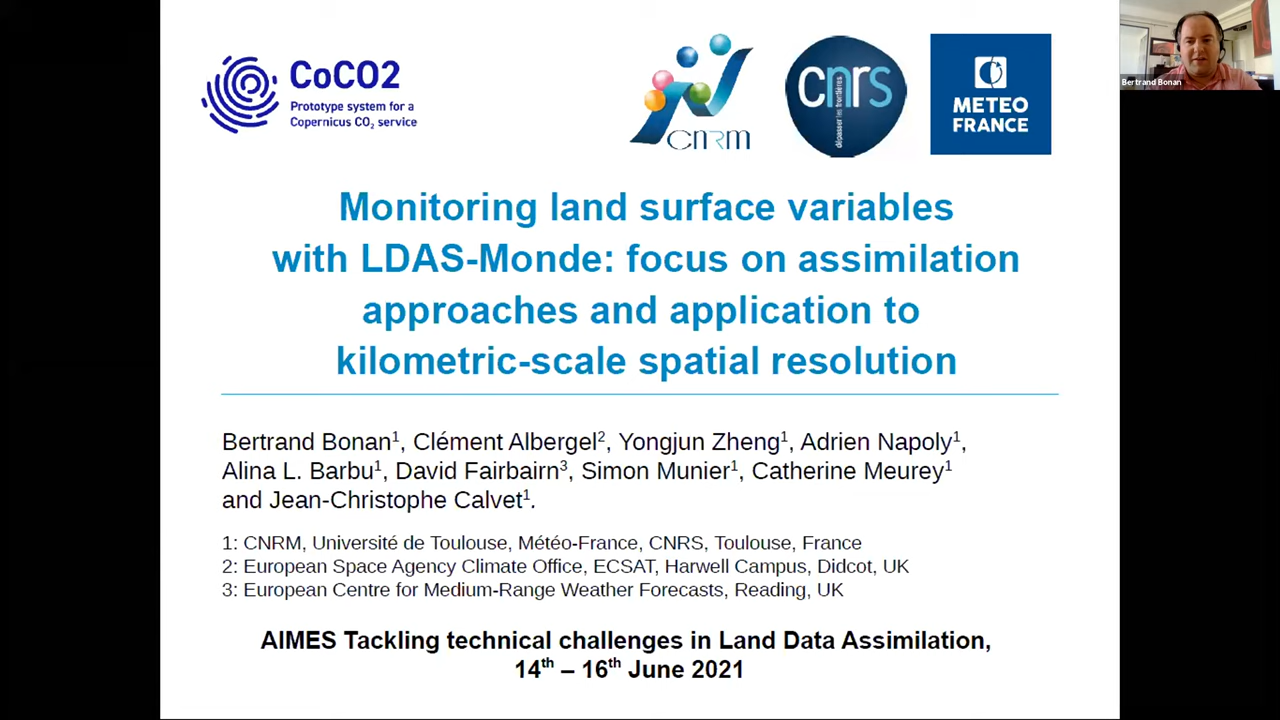 CoCO2
Prototype system for a
Copernicus CO₂ service
CNRM
cnrs
dépasser les frontières
METEO
FRANCE
Bertrand Bonan
Monitoring land surface variables
with LDAS-Monde: focus on assimilation
approaches and application to
kilometric-scale spatial resolution
Bertrand Bonan¹, Clément Albergel², Yongjun Zheng¹, Adrien Napoly¹,
Alina L. Barbu¹, David Fairbairn³, Simon Munier¹, Catherine Meurey¹
and Jean-Christophe Calvet¹.
1: CNRM, Université de Toulouse, Météo-France, CNRS, Toulouse, France
2: European Space Agency Climate Office, ECSAT, Harwell Campus, Didcot, UK
3: European Centre for Medium-Range Weather Forecasts, Reading, UK
AIMES Tackling technical challenges in Land Data Assimilation,
14th – 16th June 2021